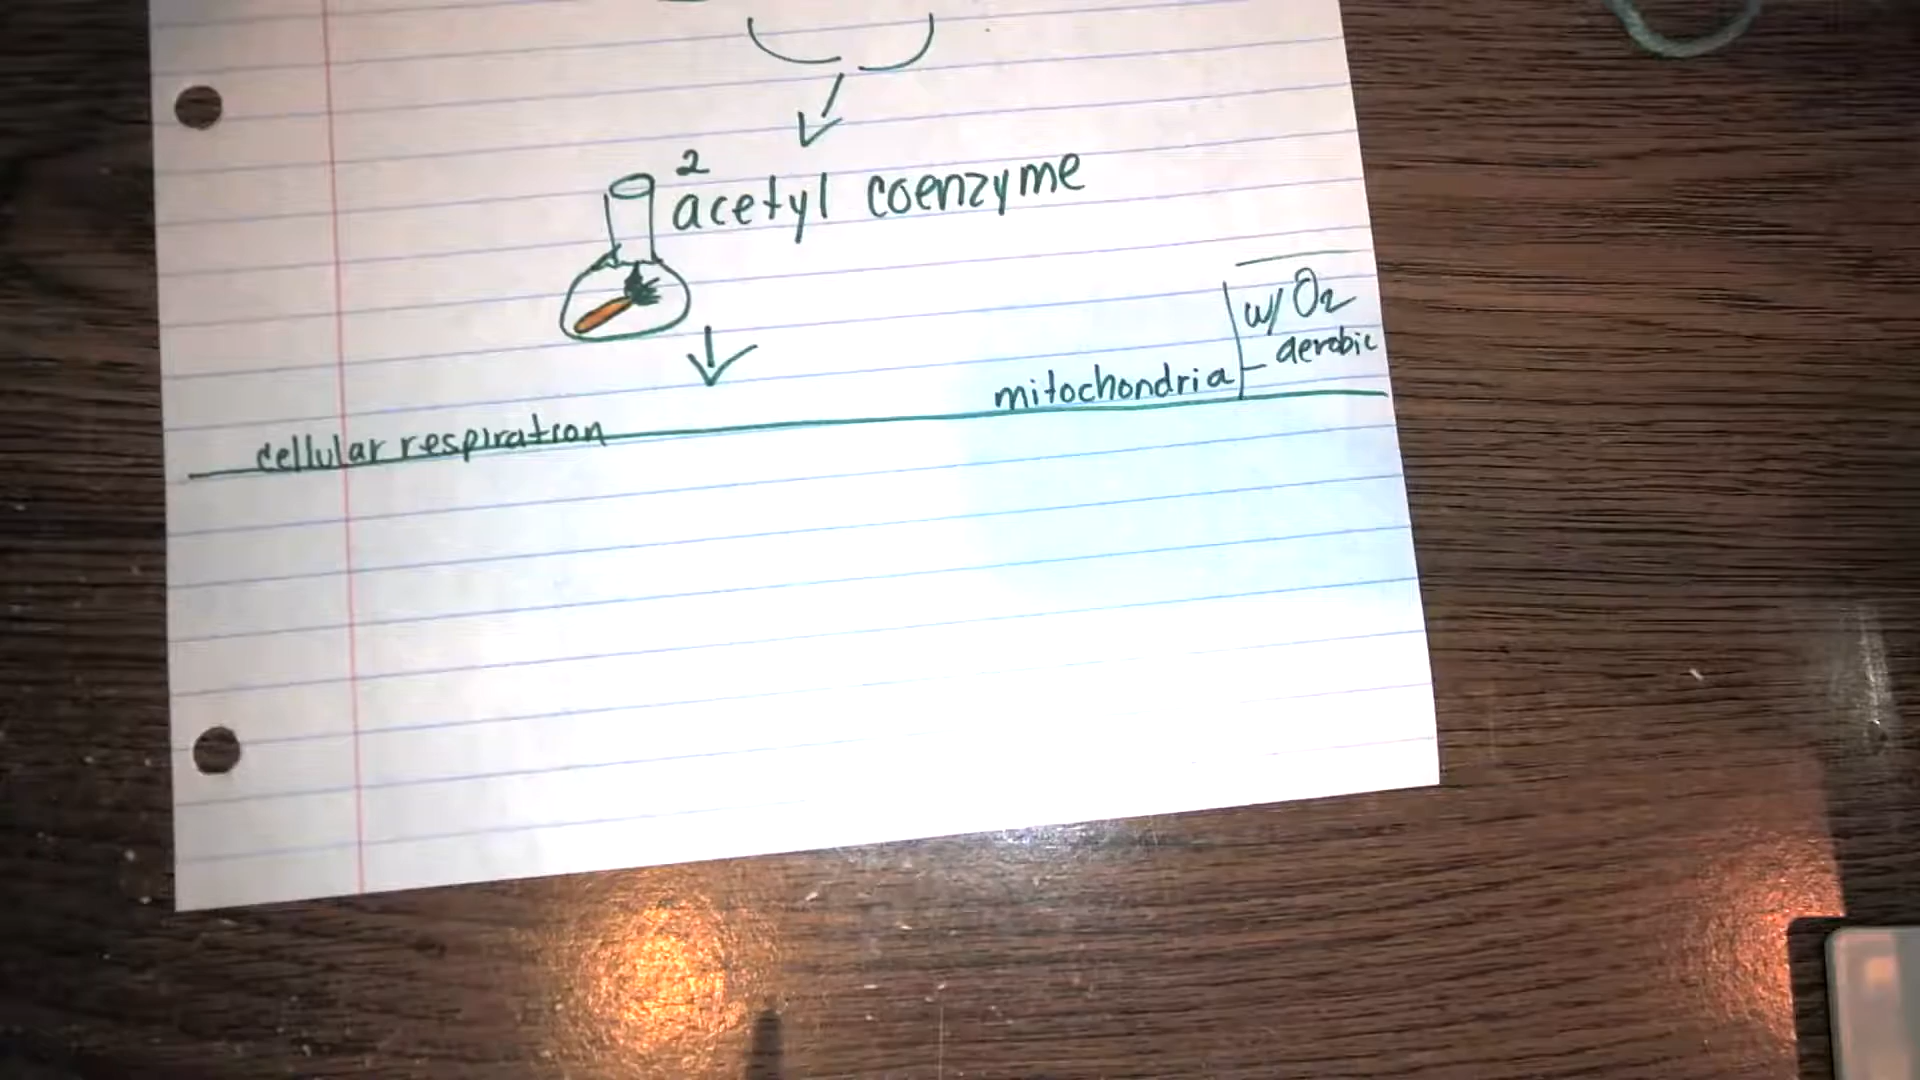 2
acetyl coenzyme
w/ O2
- aerobic
mitochondria
cellular respiration